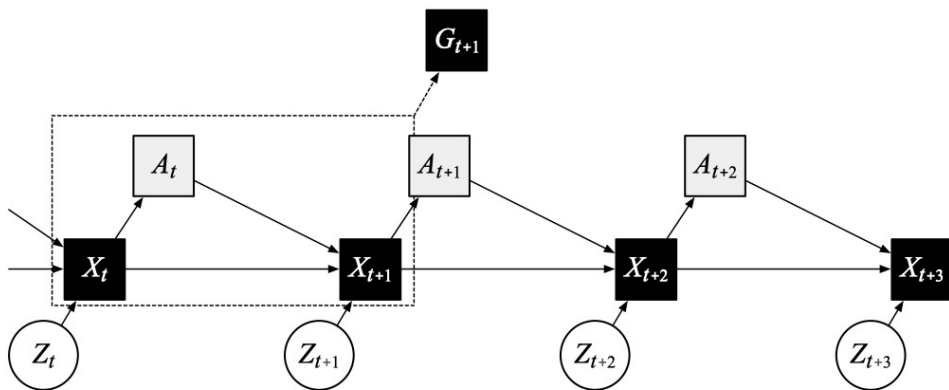 G_{t+1}
A_t A_{t+1} A_{t+2}
X_t X_{t+1} X_{t+2} X_{t+3}
Z_t Z_{t+1} Z_{t+2} Z_{t+3}